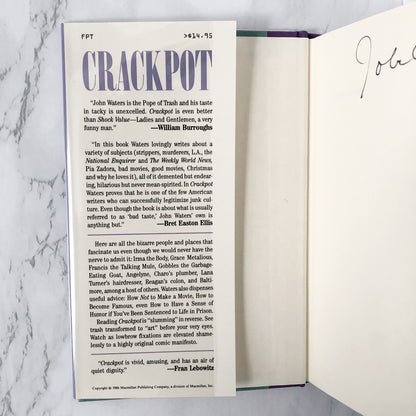 FPT >$14.95
CRACKPOT
"John Waters is the Pope of Trash and his taste
in tacky is unexcelled. Crackpot is even better
than Shock Value—Ladies and Gentlemen, a very
funny man." —William Burroughs
"In this book Waters lovingly writes about a
variety of subjects (strippers, murderers, L.A., the
National Enquirer and The Weekly World News,
Pia Zadora, bad movies, good movies, Christmas
and why he loves it), all of it demented but endear-
ing, hilarious but never mean-spirited. In Crackpot
Waters proves that he is one of the few American
writers who can successfully legitimize junk cul-
ture. Even though the book is about what is usually
referred to as 'bad taste,' John Waters' own is
anything but." —Bret Easton Ellis
Here are all the bizarre people and places that
fascinate us even though we would never have the
nerve to admit it: Irma the Body, Grace Metalious,
Francis the Talking Mule, Gobbles the Garbage-
Eating Goat, Angelyne, Charo's plumber, Lana
Turner's hairdresser, Reagan's colon, and Balti-
more, among a host of others. Waters also dispenses
useful advice: How Not to Make a Movie, How to
Become Famous, even How to Have a Sense of
Humor if You've Been Sentenced to Life in Prison.
Reading Crackpot is "slumming" in reverse. See
trash transformed to "art" before your very eyes.
Watch as lowbrow fixations are elevated shame-
lessly to a highly original comic manifesto.
"Crackpot is vivid, amusing, and has an air of
quiet dignity." —Fran Lebowitz
Copyright © 1986 Macmillan Publishing Company, a division of Macmillan, Inc.